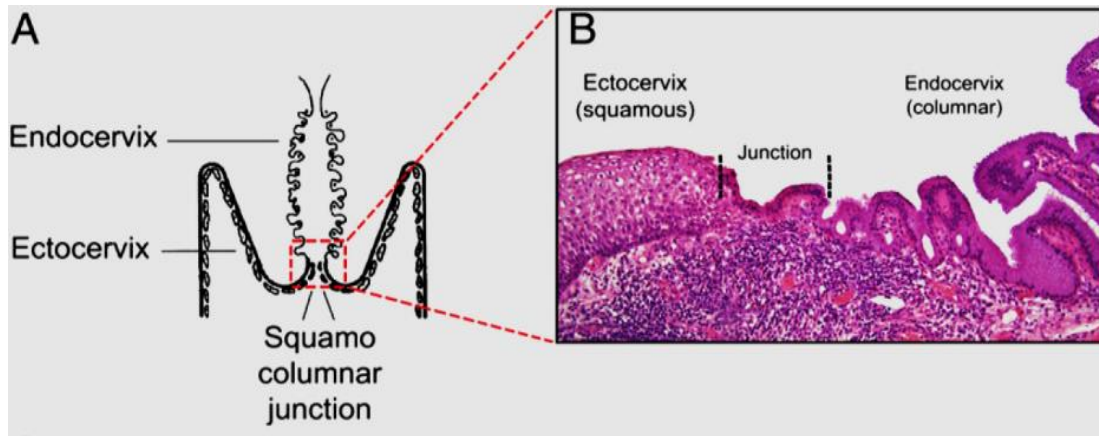 A
Endocervix
Ectocervix
Squamo
columnar
junction
B
Ectocervix
(squamous)
Junction
Endocervix
(columnar)